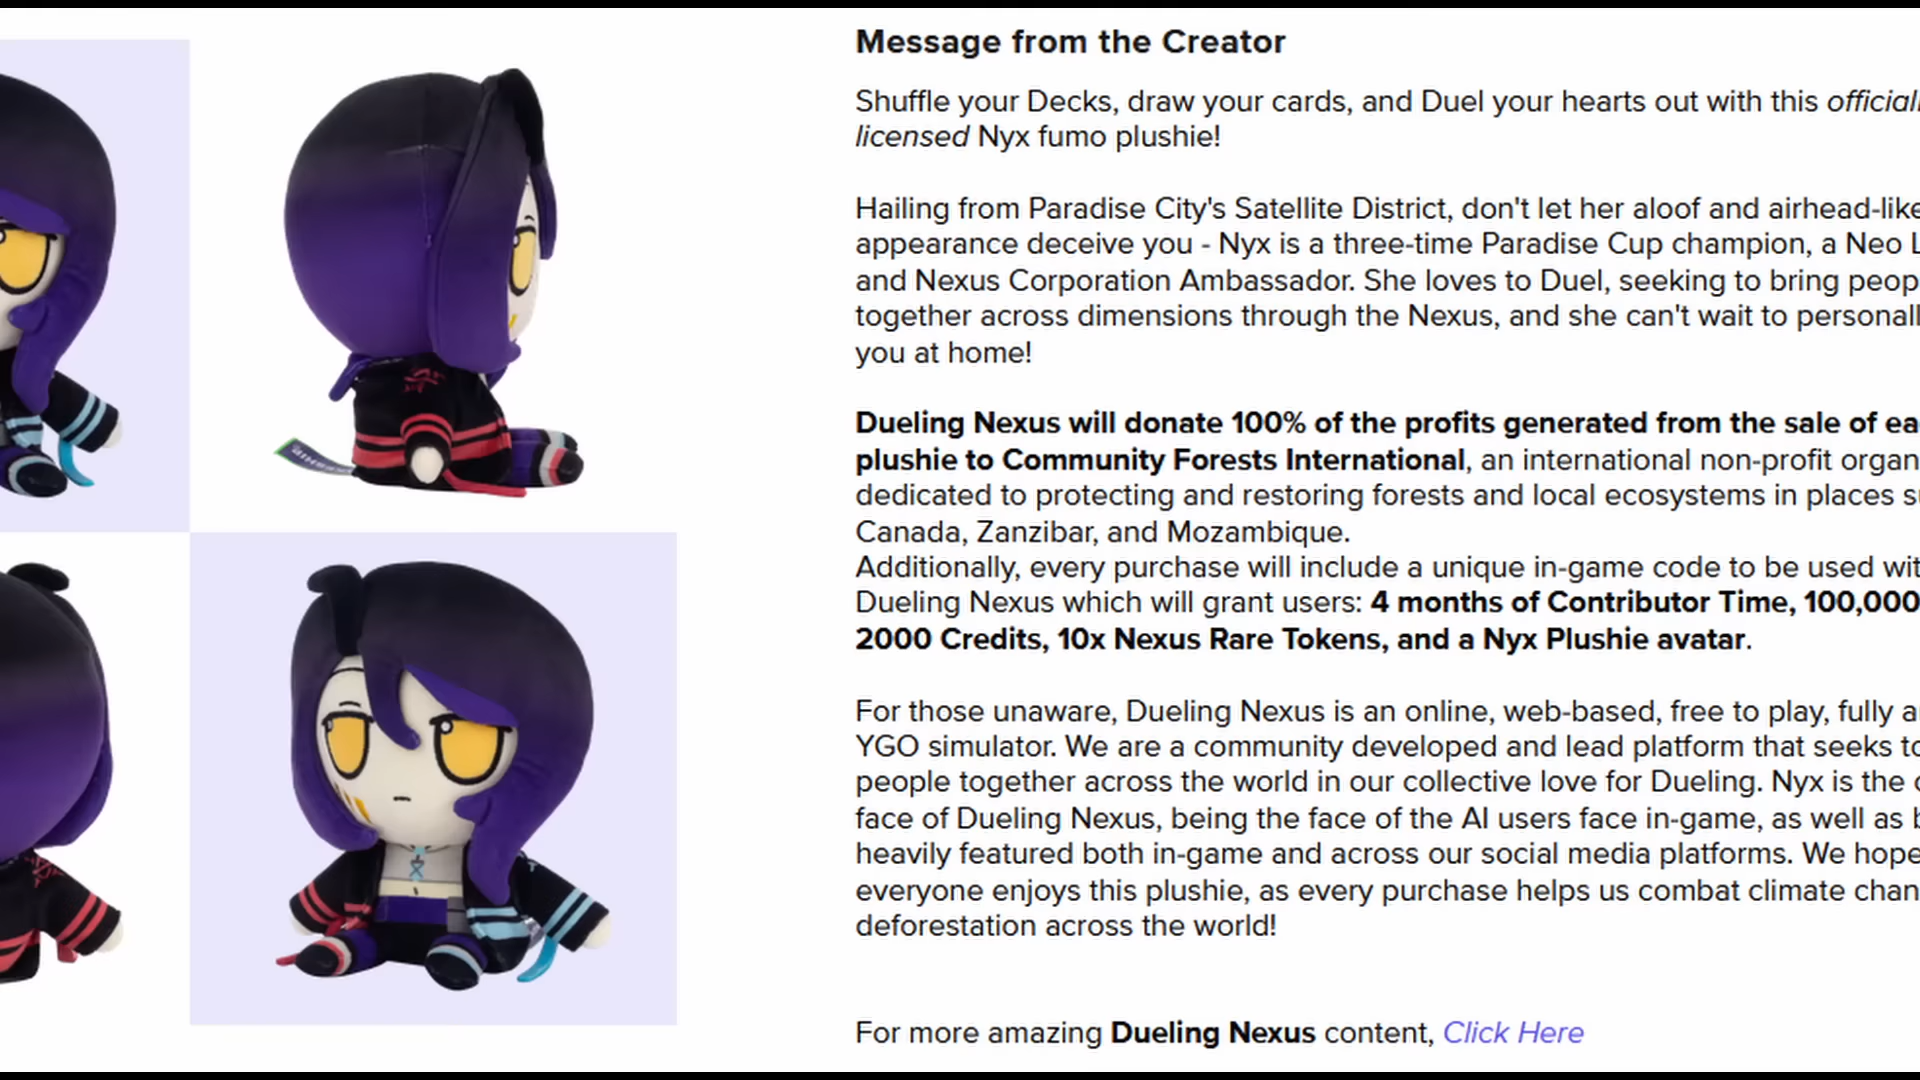 Message from the Creator
Shuffle your Decks, draw your cards, and Duel your hearts out with this
licensed Nyx fumo plushie!
Hailing from Paradise City's Satellite District, don't let her aloof and airhead-like
appearance deceive you - Nyx is a three-time Paradise Cup champion, a Neo
and Nexus Corporation Ambassador. She loves to Duel, seeking to bring
together across dimensions through the Nexus, and she can't wait to
you at home!
Dueling Nexus will donate 100% of the profits generated from the sale of
plushie to Community Forests International, an international non-profit
dedicated to protecting and restoring forests and local ecosystems in places
Canada, Zanzibar, and Mozambique.
Additionally, every purchase will include a unique in-game code to be used
Dueling Nexus which will grant users: 4 months of Contributor Time, 100,000
2000 Credits, 10x Nexus Rare Tokens, and a Nyx Plushie avatar.
For those unaware, Dueling Nexus is an online, web-based, free to play, fully
YGO simulator. We are a community developed and lead platform that seeks to
people together across the world in our collective love for Dueling. Nyx is the
face of Dueling Nexus, being the face of the AI users face in-game, as well as
heavily featured both in-game and across our social media platforms. We hope
everyone enjoys this plushie, as every purchase helps us combat climate
deforestation across the world!
For more amazing Dueling Nexus content, Click Here